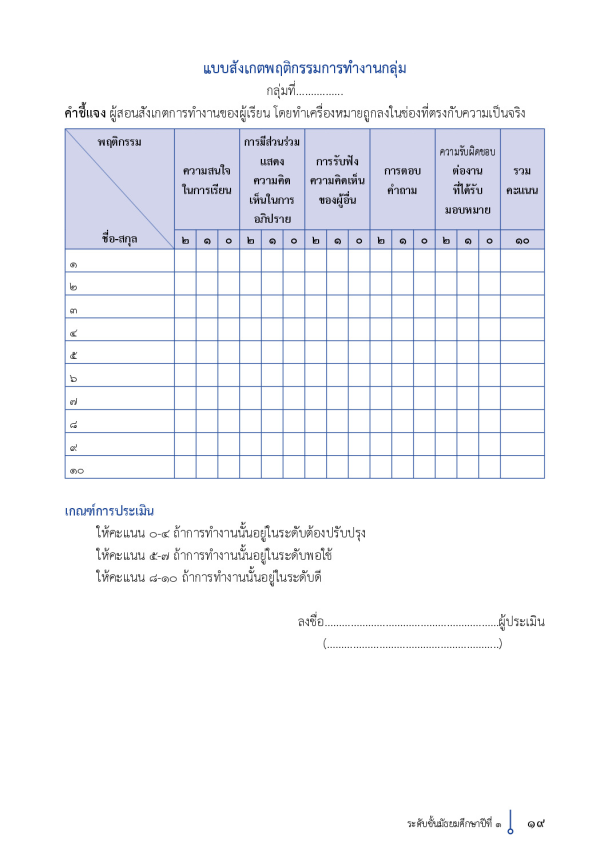 แบบสังเกตพฤติกรรมการทำงานกลุ่ม
กลุ่มที่................
คำชี้แจง ผู้สอนสังเกตการทำงานของผู้เรียน โดยทำเครื่องหมายถูกลงในช่องที่ตรงกับความเป็นจริง
พฤติกรรม
ชื่อ-สกุล
ความสนใจ
ในการเรียน
การมีส่วนร่วม
แสดง
ความคิด
เห็นในการ
อภิปราย
การรับฟัง
ความคิดเห็น
ของผู้อื่น
การตอบ
คำถาม
ความรับผิดชอบ
ต่องาน
ที่ได้รับ
มอบหมาย
รวม
คะแนน
๒ ๑ ๐ ๒ ๑ ๐ ๒ ๑ ๐ ๒ ๑ ๐ ๒ ๑ ๐ ๑๐
๑
๒
๓
๔
๕
๖
๗
๘
๙
๑๐
เกณฑ์การประเมิน
ให้คะแนน ๐-๔ ถ้าการทำงานนั้นอยู่ในระดับต้องปรับปรุง
ให้คะแนน ๕-๗ ถ้าการทำงานนั้นอยู่ในระดับพอใช้
ให้คะแนน ๘-๑๐ ถ้าการทำงานนั้นอยู่ในระดับดี
ลงชื่อ............................................................ผู้ประเมิน
(...........................................................)
ระดับชั้นมัธยมศึกษาปีที่ ๑ ๑๙